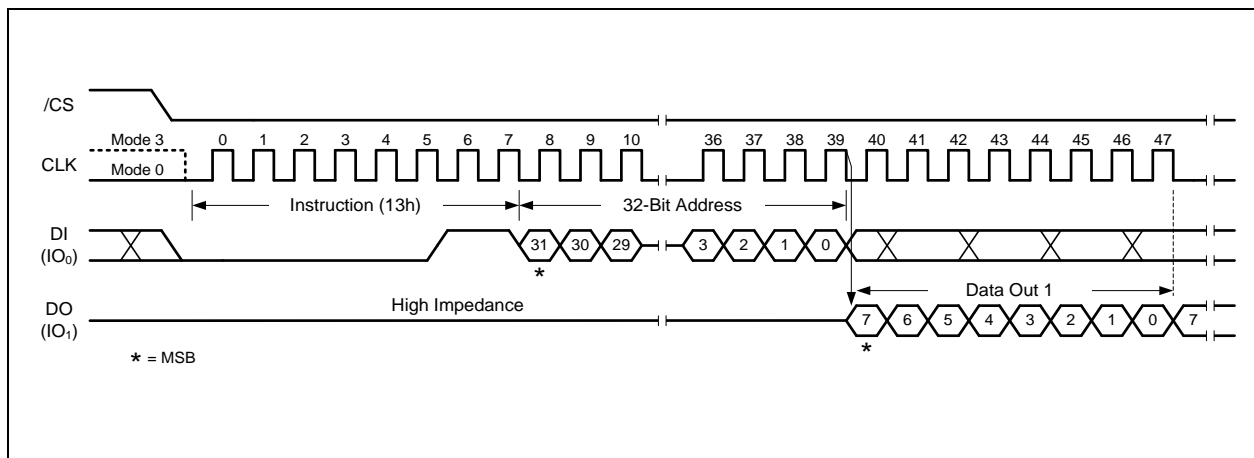 /CS
Mode 3 0 1 2 3 4 5 6 7 8 9 10 36 37 38 39 40 41 42 43 44 45 46 47
CLK
Mode 0
Instruction (13h) 32-Bit Address
DI
(IO0) 31 30 29 3 2 1 0
*
High Impedance Data Out 1
DO
(IO1) 7 6 5 4 3 2 1 0 7
*
* = MSB